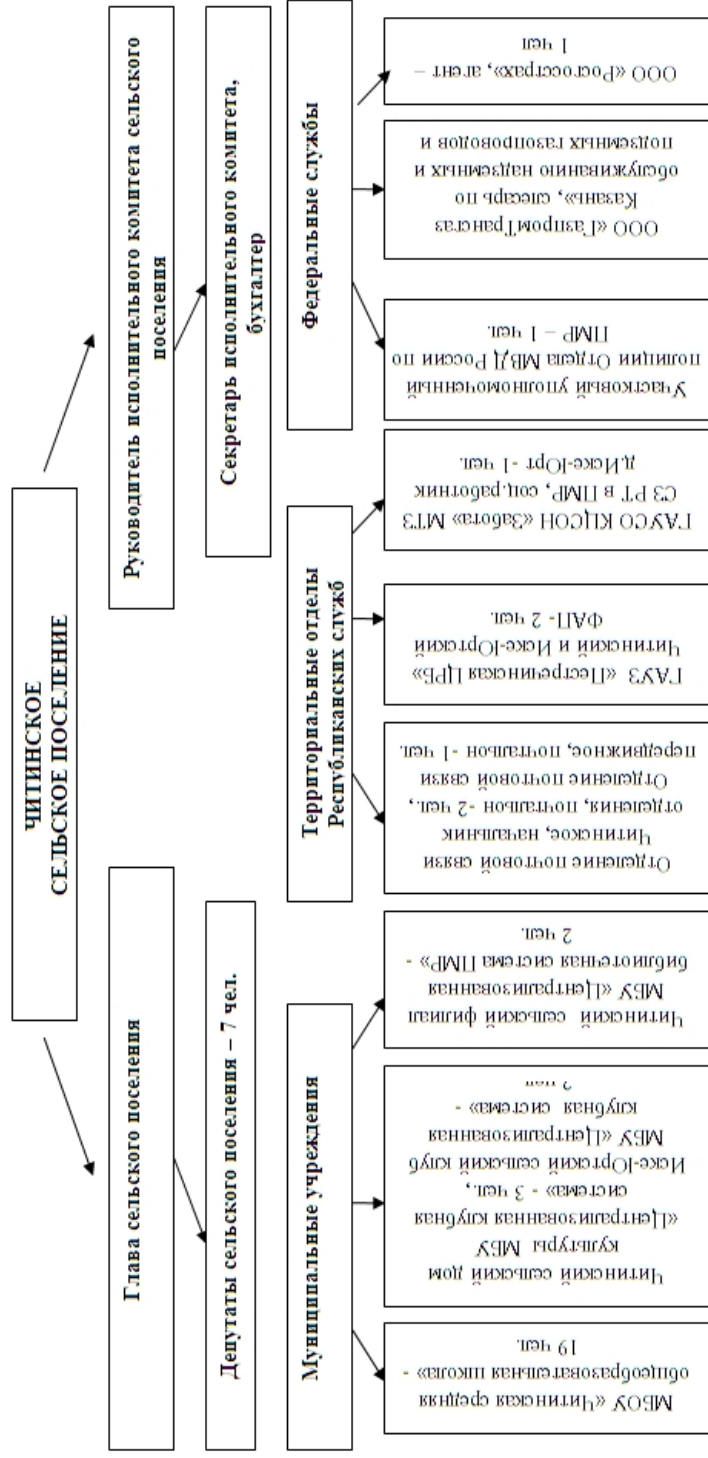 ЧИТИНСКОЕ
СЕЛЬСКОЕ ПОСЕЛЕНИЕ
Глава сельского поселения
Руководитель исполнительного комитета сельского
поселения
Депутаты сельского поселения – 7 чел.
Секретарь исполнительного комитета,
бухгалтер
Муниципальные учреждения
Территориальные отделы
Республиканских служб
Федеральные службы
МБОУ «Читинская средняя
общеобразовательная школа» -
19 чел.
Читинский сельский дом
культуры МБУ
«Централизованная клубная
система» - 3 чел.,
Иске-Юртский сельский клуб
МБУ «Централизованная
клубная система» -
2 чел
Читинский сельский филиал
МБУ «Централизованная
библиотечная система ПМР» -
2 чел.
Отделение почтовой связи
Читинское, начальник
отделения, почтальон -2 чел.,
Отделение почтовой связи
передвижное, почтальон -1 чел.
ГАУЗ «Пестречинская ЦРБ»
Читинский и Иске-Юртский
ФАП- 2 чел.
ГАУСО КЦСОН «Забота» МТЗ
СЗ РТ в ПМР, соц.работник
д.Иске-Юрт -1 чел.
Участковый уполномоченный
полиции Отдела МВД России по
ПМР – 1 чел.
ООО «ГазпромТрансгаз
Казань», слесарь по
обслуживанию надземных и
подземных газопроводов и
ООО «Росгосстрах», агент –
1 чел